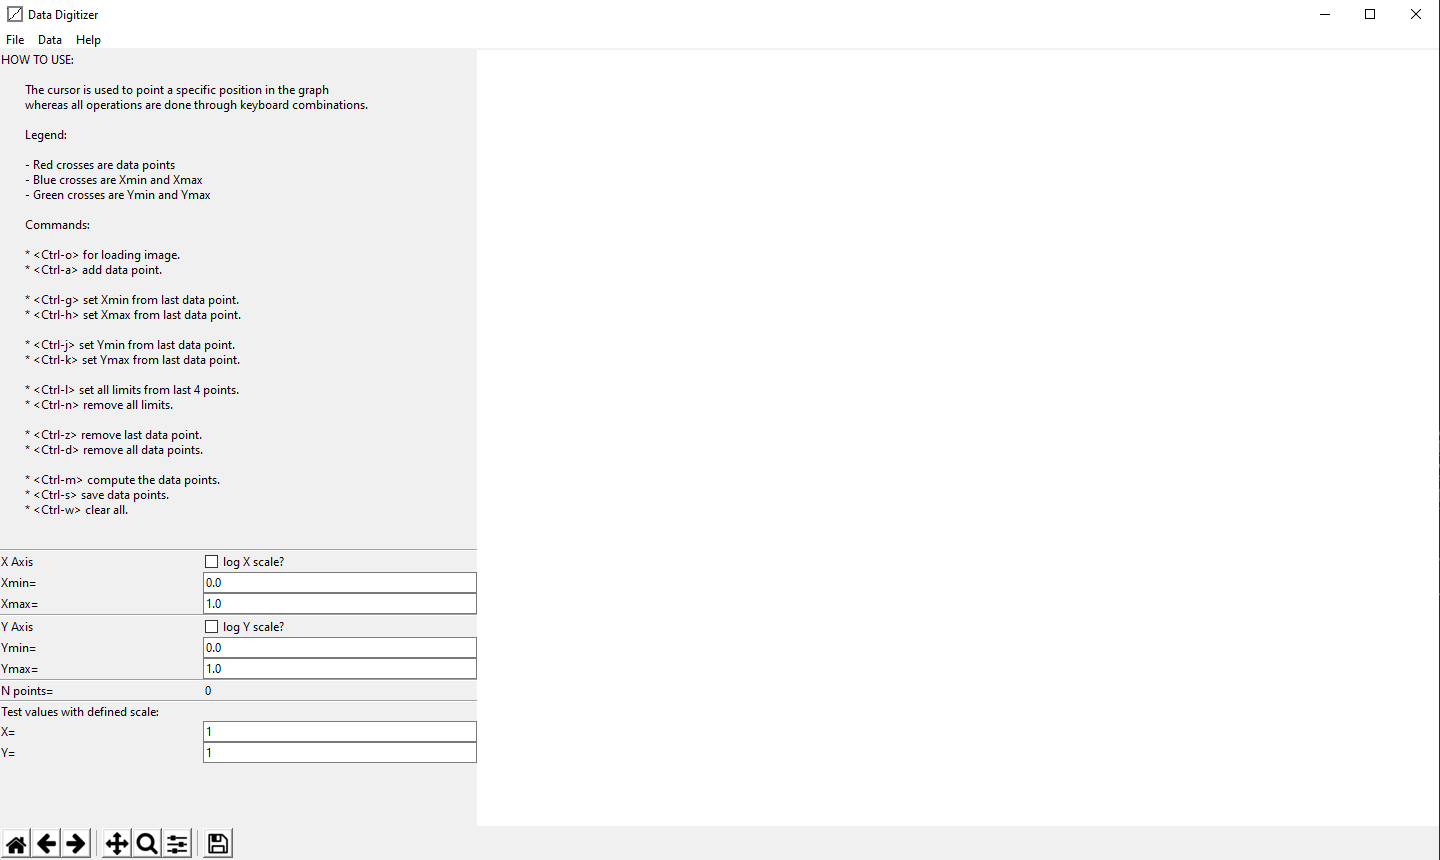 Data Digitizer
File Data Help
HOW TO USE:
The cursor is used to point a specific position in the graph
whereas all operations are done through keyboard combinations.
Legend:
- Red crosses are data points
- Blue crosses are Xmin and Xmax
- Green crosses are Ymin and Ymax
Commands:
* <Ctrl-o> for loading image.
* <Ctrl-a> add data point.
* <Ctrl-g> set Xmin from last data point.
* <Ctrl-h> set Xmax from last data point.
* <Ctrl-j> set Ymin from last data point.
* <Ctrl-k> set Ymax from last data point.
* <Ctrl-l> set all limits from last 4 points.
* <Ctrl-n> remove all limits.
* <Ctrl-z> remove last data point.
* <Ctrl-d> remove all data points.
* <Ctrl-m> compute the data points.
* <Ctrl-s> save data points.
* <Ctrl-w> clear all.
X Axis log X scale?
Xmin= 0.0
Xmax= 1.0
Y Axis log Y scale?
Ymin= 0.0
Ymax= 1.0
N points= 0
Test values with defined scale:
X= 1
Y= 1